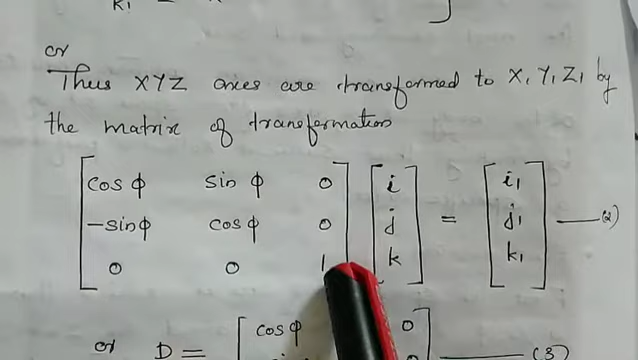 k₁
or
Thus XYZ axes are transformed to X₁ Y₁ Z₁ by
the matrix of transformation
[cos φ sin φ 0] [i] = [i₁]
[-sin φ cos φ 0] [j] = [j₁] —(2)
[0 0 1] [k] = [k₁]
or D = [cos φ 0] —(3)